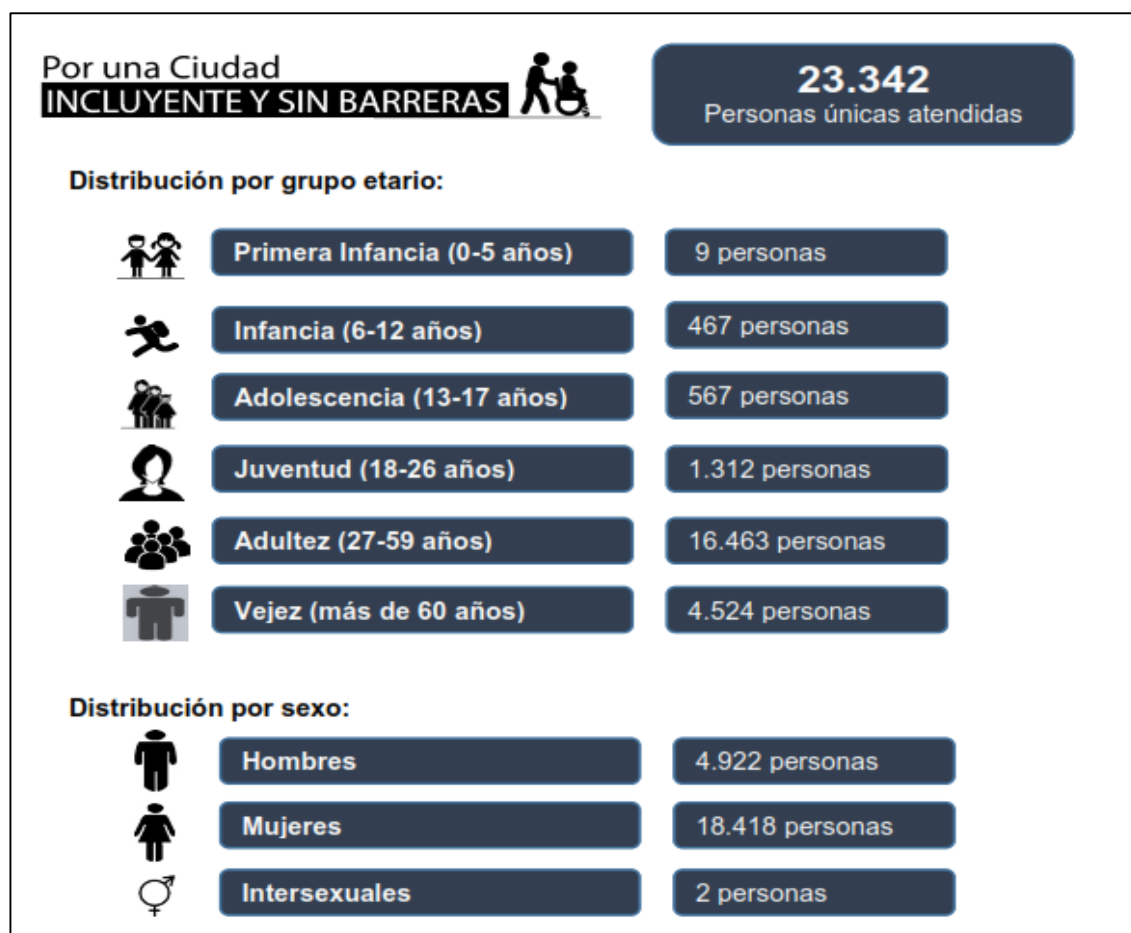 Por una Ciudad
INCLUYENTE Y SIN BARRERAS
23.342
Personas únicas atendidas
Distribución por grupo etario:
Primera Infancia (0-5 años) 9 personas
Infancia (6-12 años) 467 personas
Adolescencia (13-17 años) 567 personas
Juventud (18-26 años) 1.312 personas
Adultez (27-59 años) 16.463 personas
Vejez (más de 60 años) 4.524 personas
Distribución por sexo:
Hombres 4.922 personas
Mujeres 18.418 personas
Intersexuales 2 personas